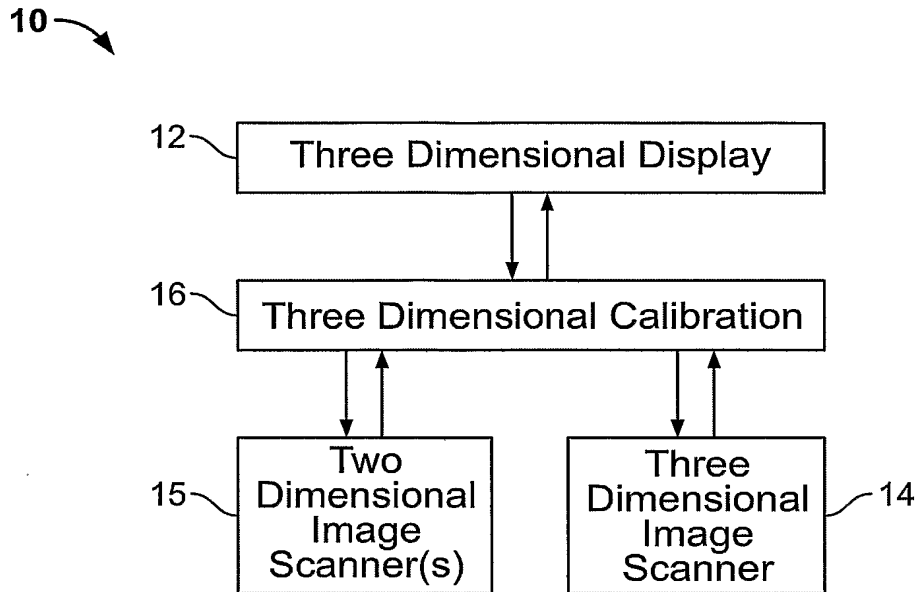 10
12
Three Dimensional Display
16
Three Dimensional Calibration
15
Two
Dimensional
Image
Scanner(s)
Three
Dimensional
Image
Scanner
14